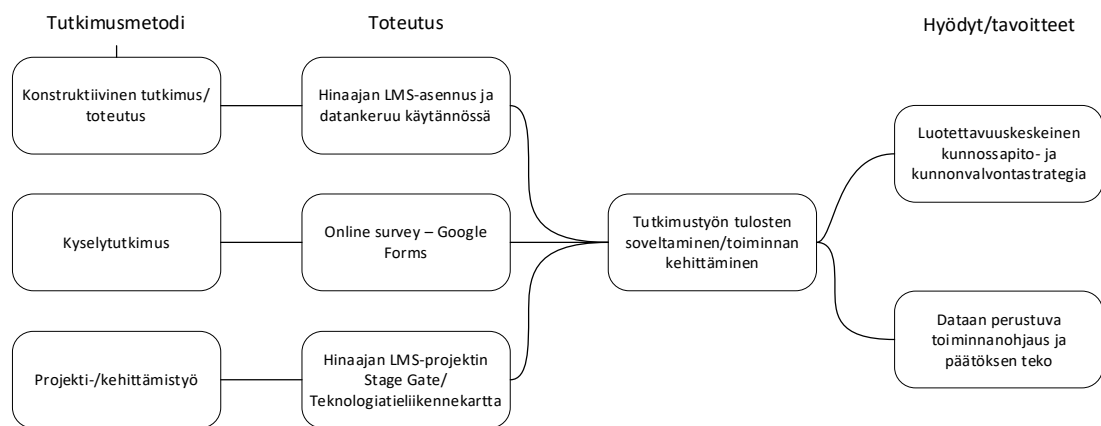 Tutkimusmetodi
Toteutus
Hyödyt/tavoitteet
Konstruktiivinen tutkimus/
toteutus
Hinaajan LMS-asennus ja
datankeruu käytännössä
Kyselytutkimus
Online survey – Google
Forms
Projekti-/kehittämistyö
Hinaajan LMS-projektin
Stage Gate/
Teknologiatieliikennekartta
Tutkimustyön tulosten
soveltaminen/toiminnan
kehittäminen
Luotettavuuskeskeinen
kunnossapito- ja
kunnonvalvontastrategia
Dataan perustuva
toiminnanohjaus ja
päätöksen teko